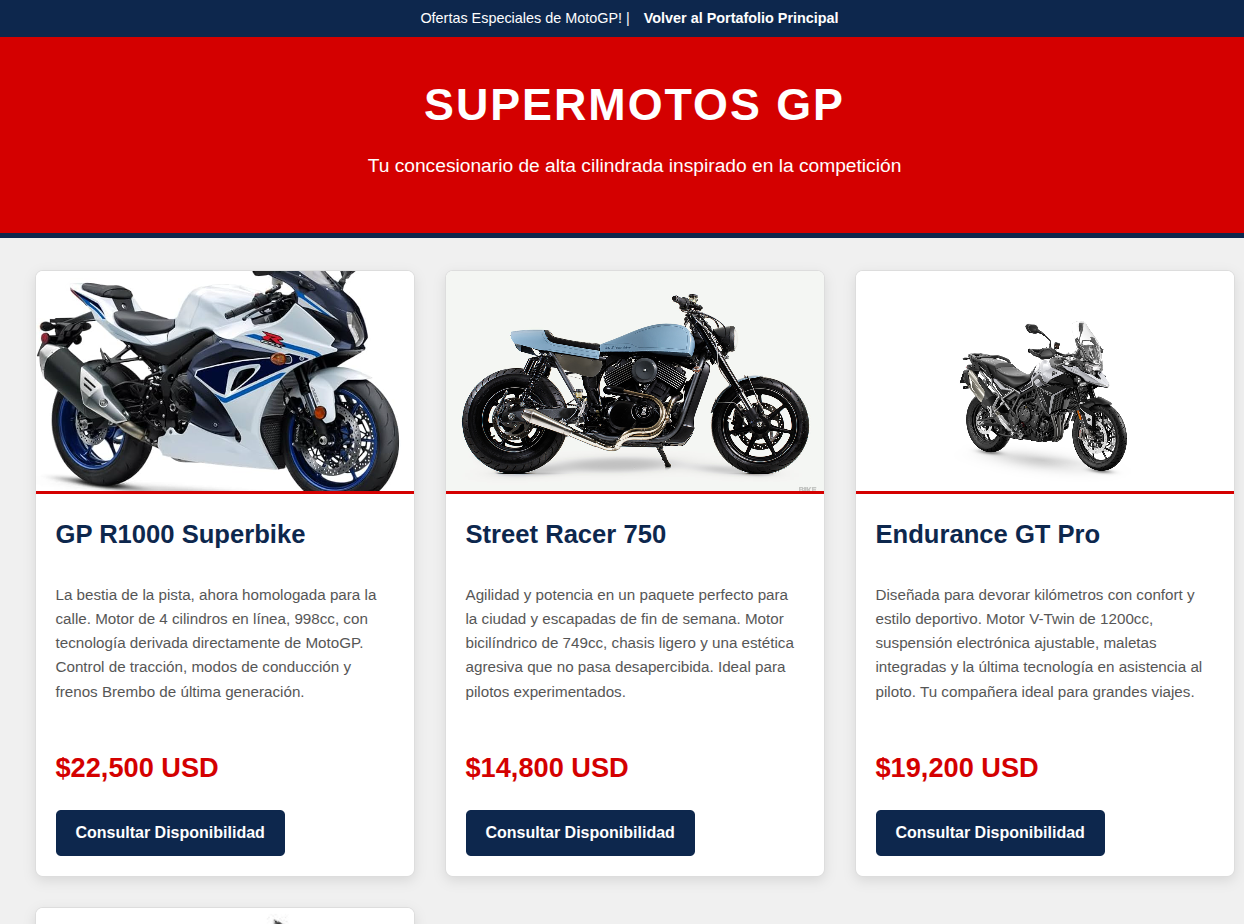 Ofertas Especiales de MotoGP! | Volver al Portafolio Principal
SUPERMOTOS GP
Tu concesionario de alta cilindrada inspirado en la competición
R
GP R1000 Superbike
La bestia de la pista, ahora homologada para la
calle. Motor de 4 cilindros en línea, 998cc, con
tecnología derivada directamente de MotoGP.
Control de tracción, modos de conducción y
frenos Brembo de última generación.
$22,500 USD
Consultar Disponibilidad
Street Racer 750
Agilidad y potencia en un paquete perfecto para
la ciudad y escapadas de fin de semana. Motor
bicilíndrico de 749cc, chasis ligero y una estética
agresiva que no pasa desapercibida. Ideal para
pilotos experimentados.
$14,800 USD
Consultar Disponibilidad
Endurance GT Pro
Diseñada para devorar kilómetros con confort y
estilo deportivo. Motor V-Twin de 1200cc,
suspensión electrónica ajustable, maletas
integradas y la última tecnología en asistencia al
piloto. Tu compañera ideal para grandes viajes.
$19,200 USD
Consultar Disponibilidad